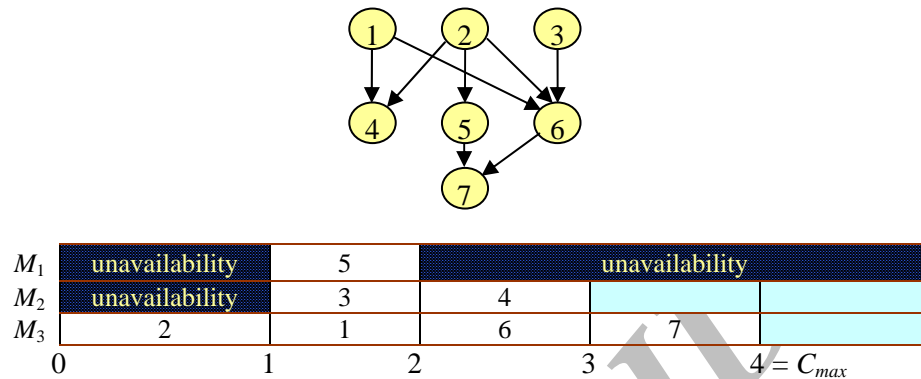 1 2 3
4 5 6
7
M1 unavailability 5 unavailability
M2 unavailability 3 4
M3 2 1 6 7
0 1 2 3 4 = Cmax